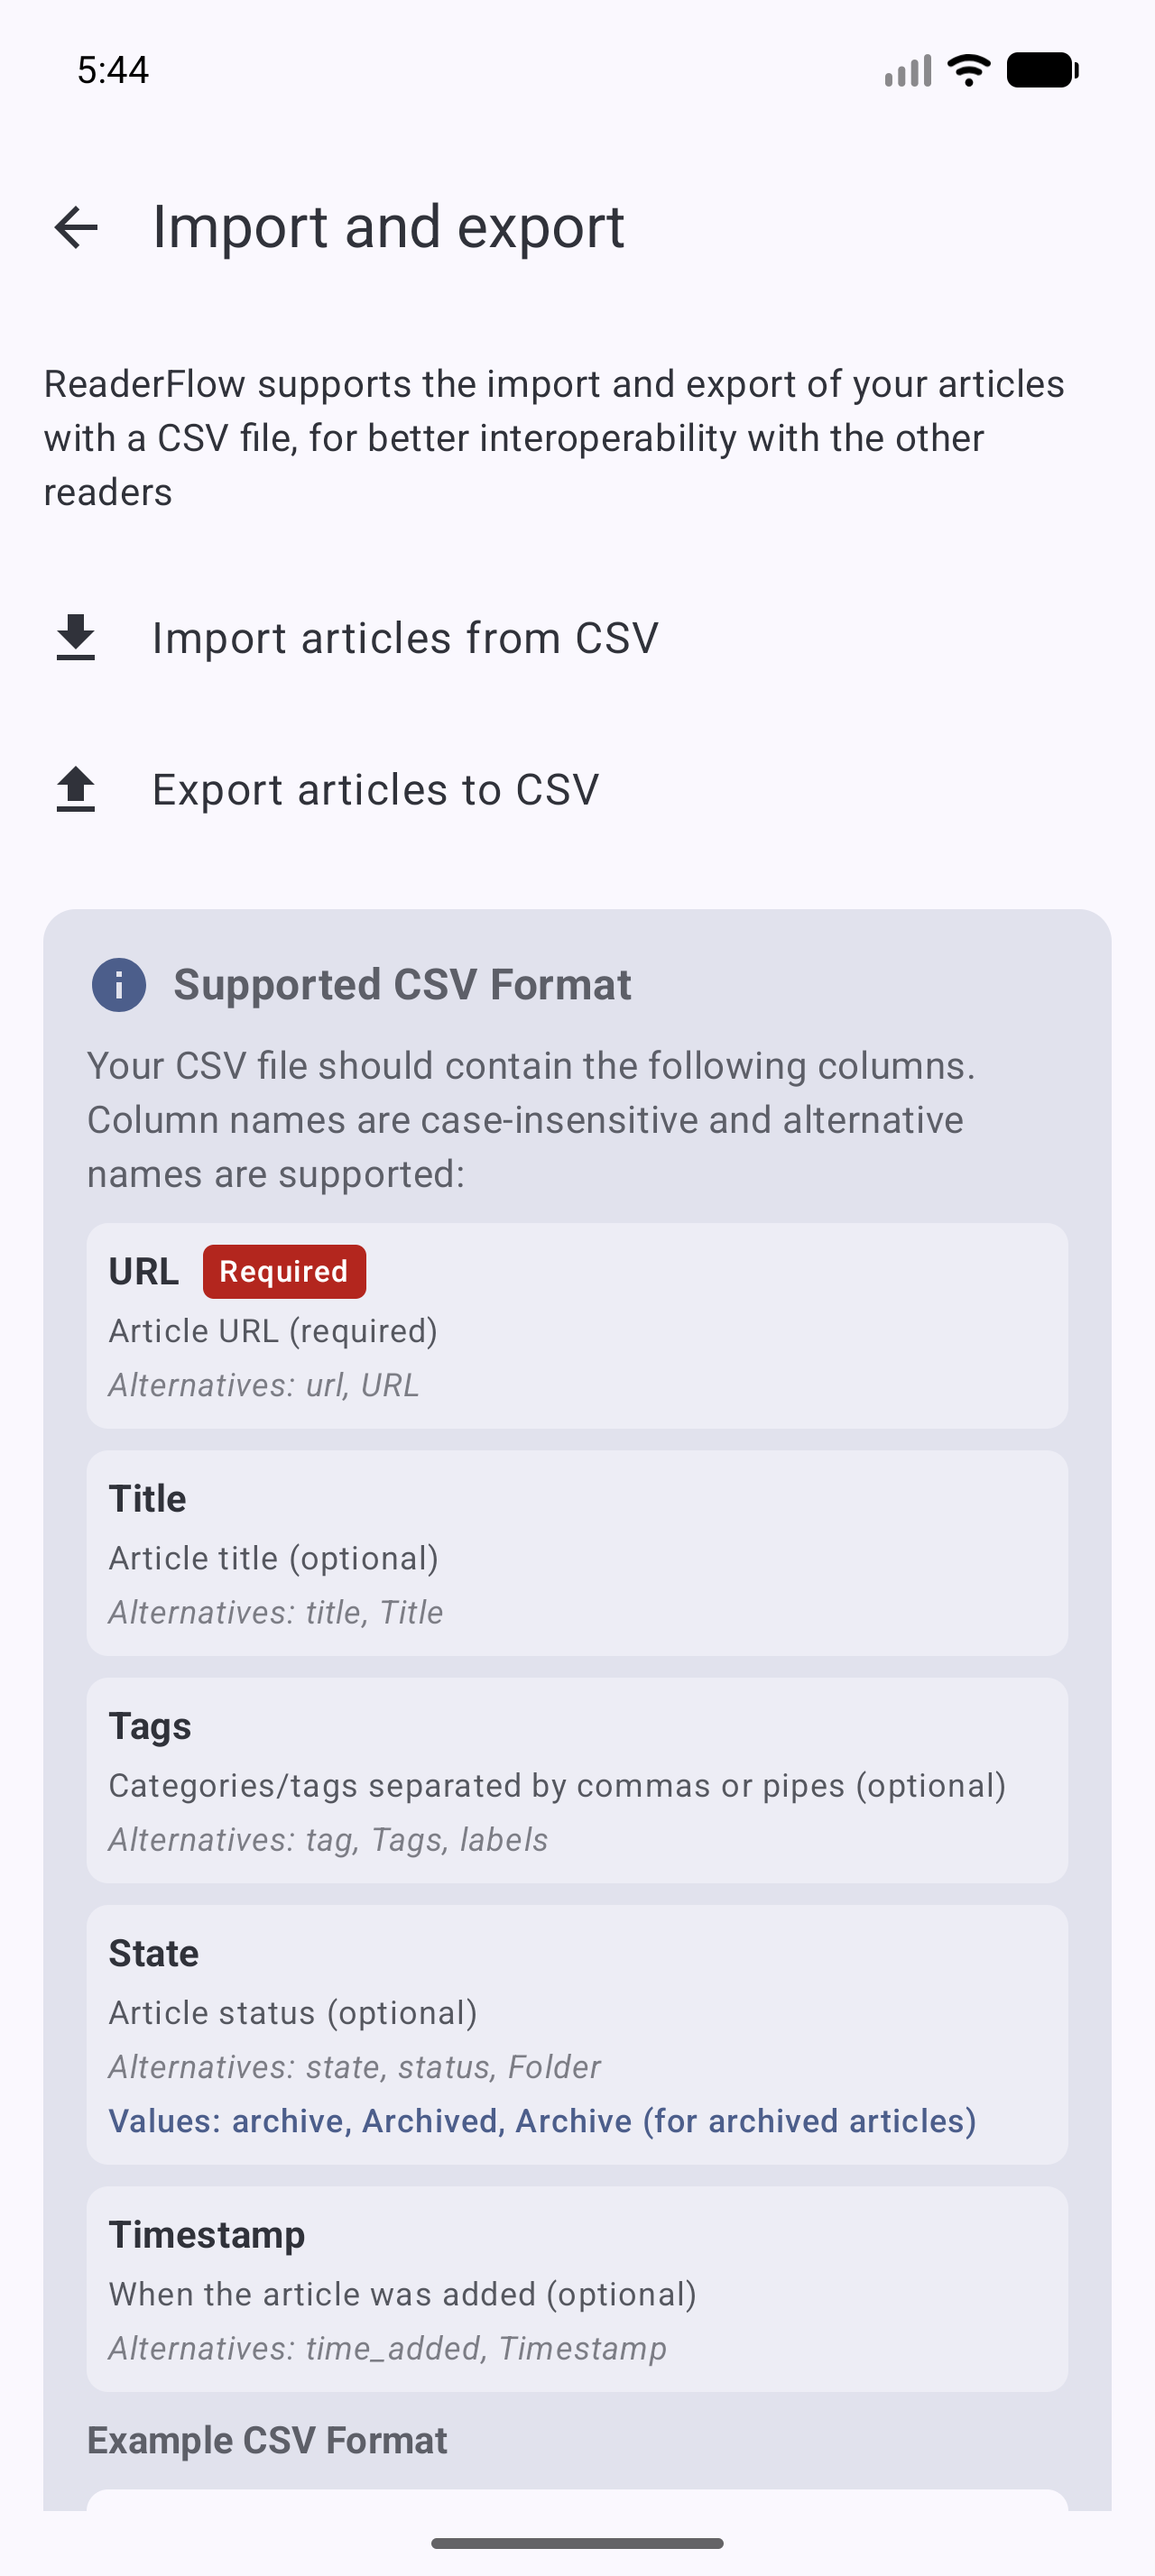 5:44
Import and export
ReaderFlow supports the import and export of your articles
with a CSV file, for better interoperability with the other
readers
Import articles from CSV
Export articles to CSV
Supported CSV Format
Your CSV file should contain the following columns.
Column names are case-insensitive and alternative
names are supported:
URL Required
Article URL (required)
Alternatives: url, URL
Title
Article title (optional)
Alternatives: title, Title
Tags
Categories/tags separated by commas or pipes (optional)
Alternatives: tag, Tags, labels
State
Article status (optional)
Alternatives: state, status, Folder
Values: archive, Archived, Archive (for archived articles)
Timestamp
When the article was added (optional)
Alternatives: time_added, Timestamp
Example CSV Format